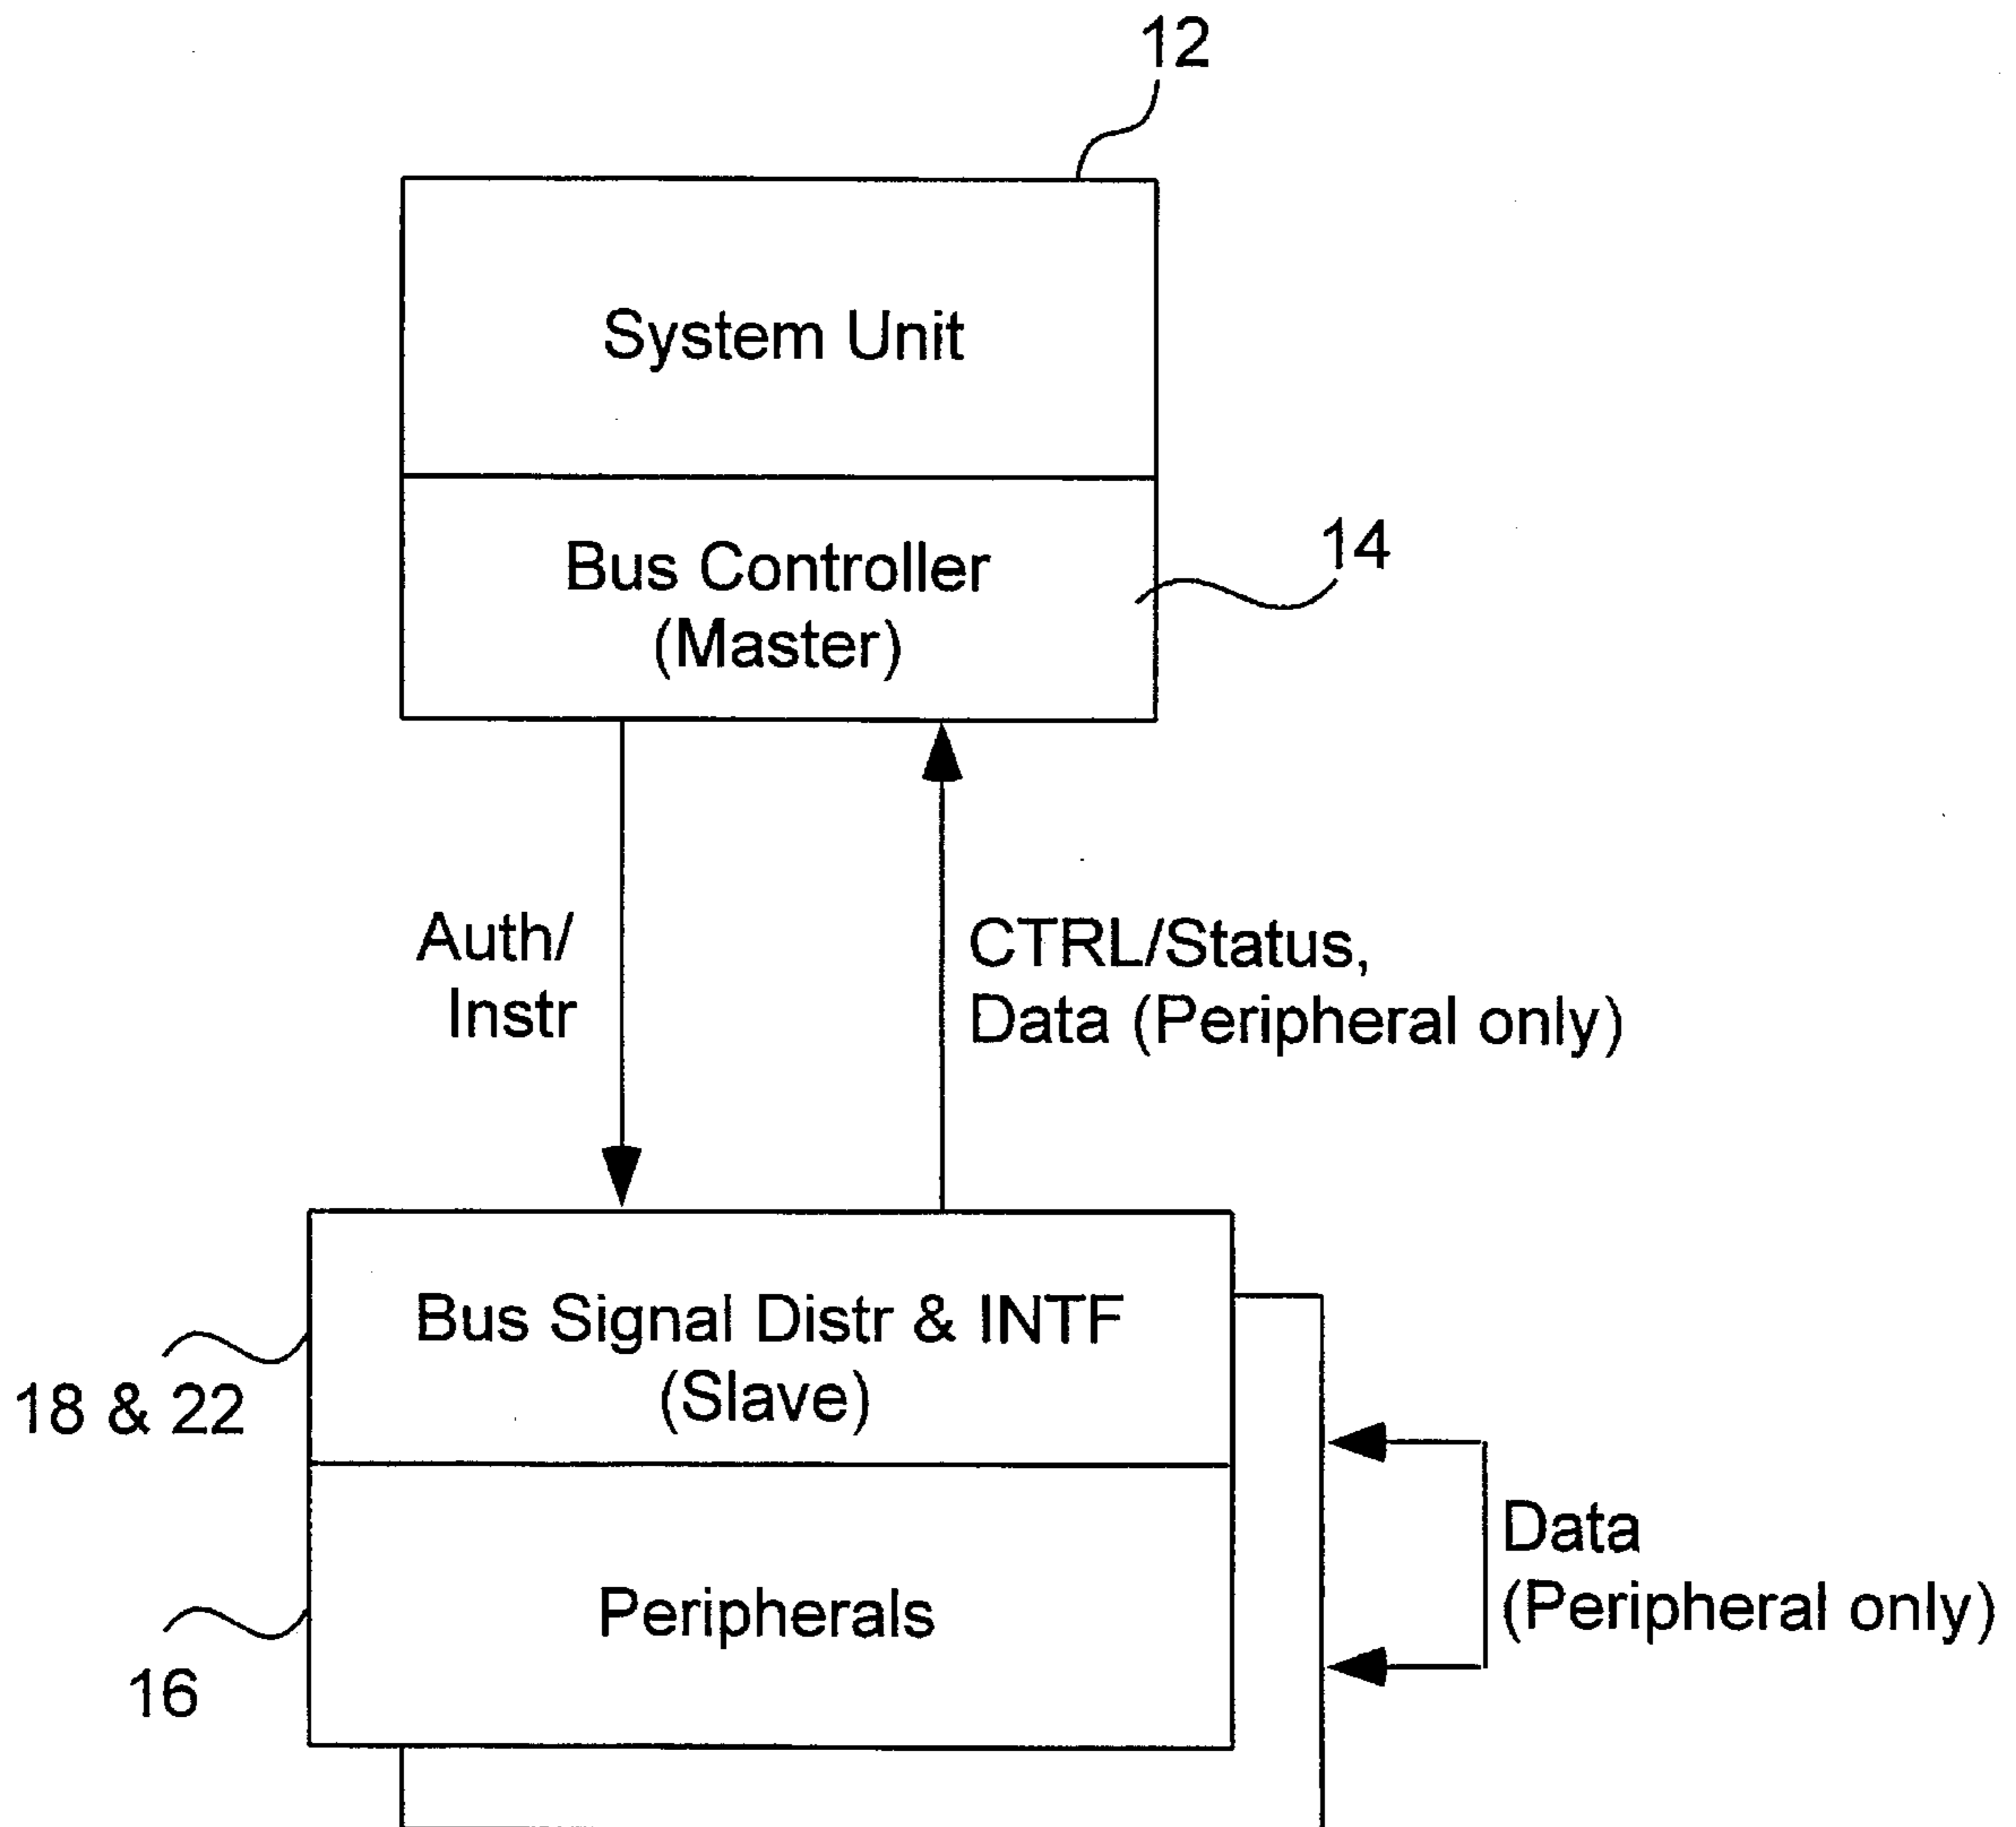 12
System Unit
Bus Controller
(Master)
14
Auth/
Instr
CTRL/Status,
Data (Peripheral only)
Bus Signal Distr & INTF
(Slave)
18 & 22
Peripherals
16
Data
(Peripheral only)